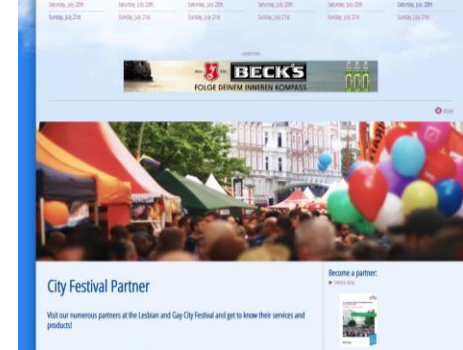 Saturday, July 20th Saturday, July 20th Saturday, July 20th Saturday, July 20th Saturday, July 20th Saturday, July 20th
Sunday, July 21st Sunday, July 21st Sunday, July 21st Sunday, July 21st Sunday, July 21st Sunday, July 21st
BECK'S
FOLGE DEINEM INNEREN KOMPASS
City Festival Partner
Visit our numerous partners at the Lesbian and Gay City Festival and get to know their services and
products!
Become a partner:
Media data